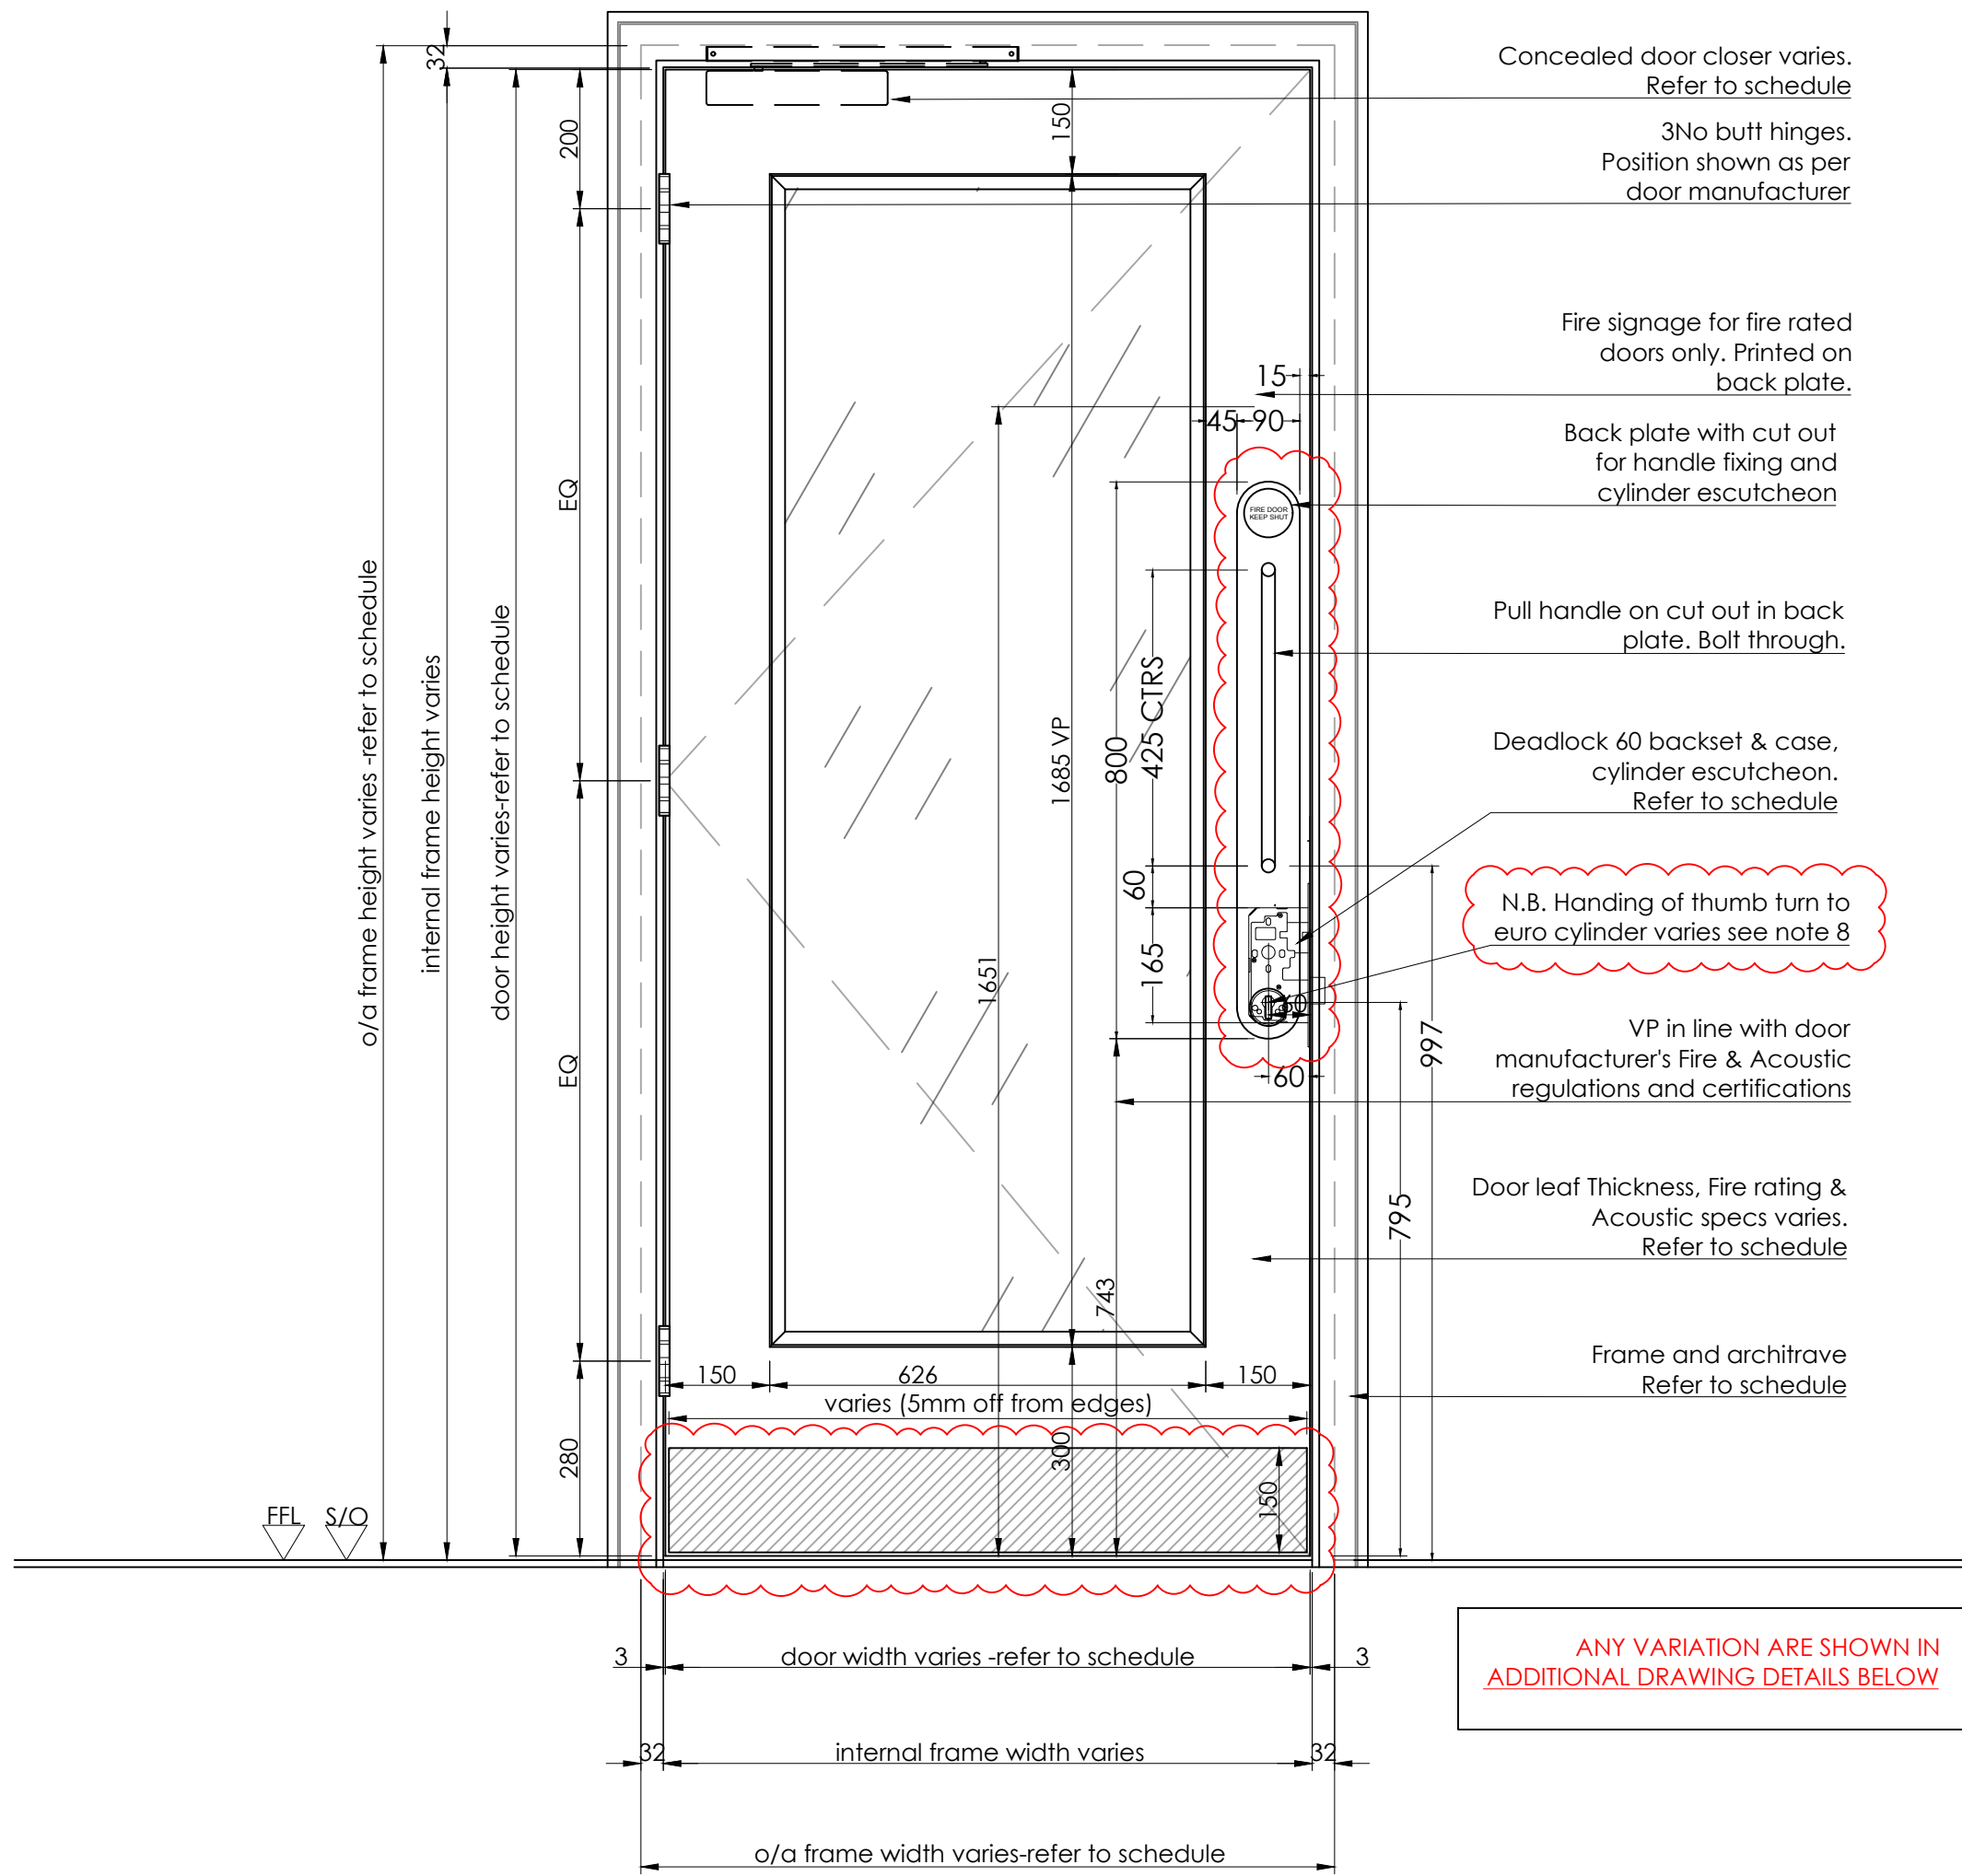 32
Concealed door closer varies.
Refer to schedule
200
150
3No butt hinges.
Position shown as per
door manufacturer
Fire signage for fire rated
doors only. Printed on
back plate.
15
45
90
Back plate with cut out
for handle fixing and
cylinder escutcheon
EQ
FIRE DOOR
KEEP SHUT
o/a frame height varies -refer to schedule
internal frame height varies
door height varies-refer to schedule
Pull handle on cut out in back
plate. Bolt through.
1685 VP
800
425 CTRS
Deadlock 60 backset & case,
cylinder escutcheon.
Refer to schedule
60
N.B. Handing of thumb turn to
euro cylinder varies see note 8
1651
165
60
997
VP in line with door
manufacturer's Fire & Acoustic
regulations and certifications
EQ
60
795
Door leaf Thickness, Fire rating &
Acoustic specs varies.
Refer to schedule
743
Frame and architrave
Refer to schedule
150
626
150
varies (5mm off from edges)
280
300
150
FFL
S/O
3
door width varies -refer to schedule
3
ANY VARIATION ARE SHOWN IN
ADDITIONAL DRAWING DETAILS BELOW
32
internal frame width varies
32
o/a frame width varies-refer to schedule